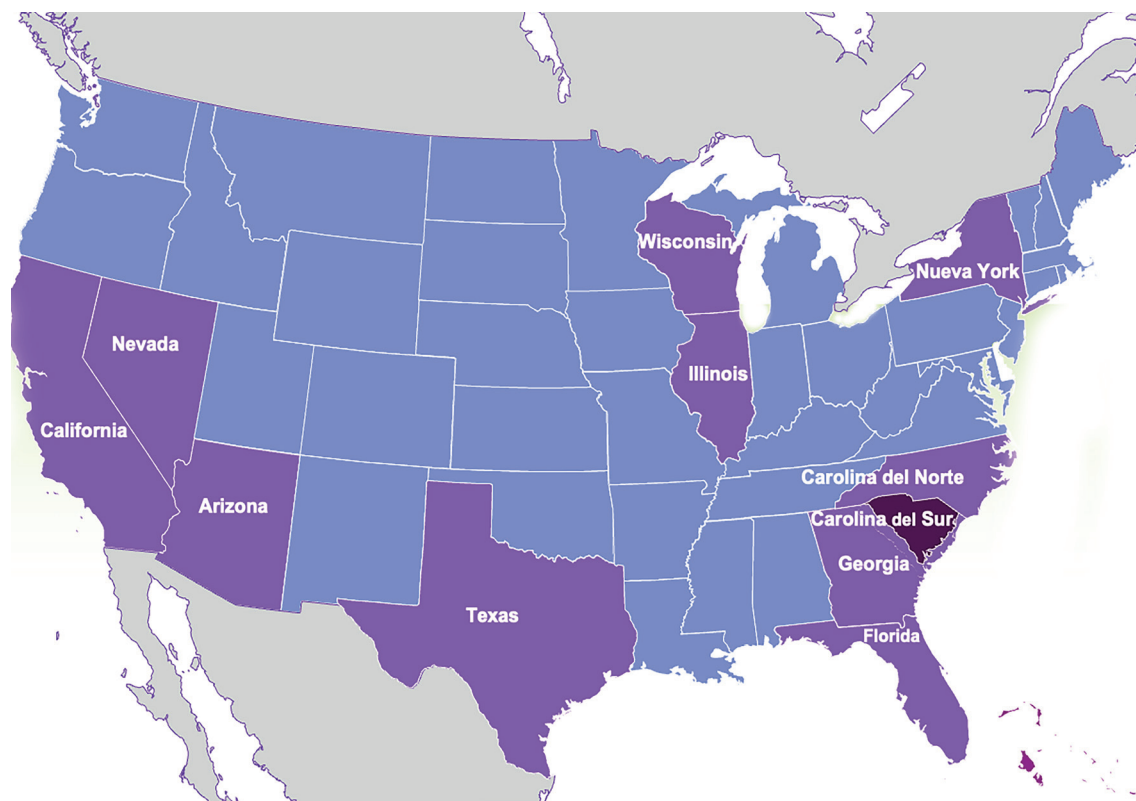 Wisconsin
Nueva York
Nevada
Illinois
California
Carolina del Norte
Arizona
Carolina del Sur.
Georgia
Texas
Florida